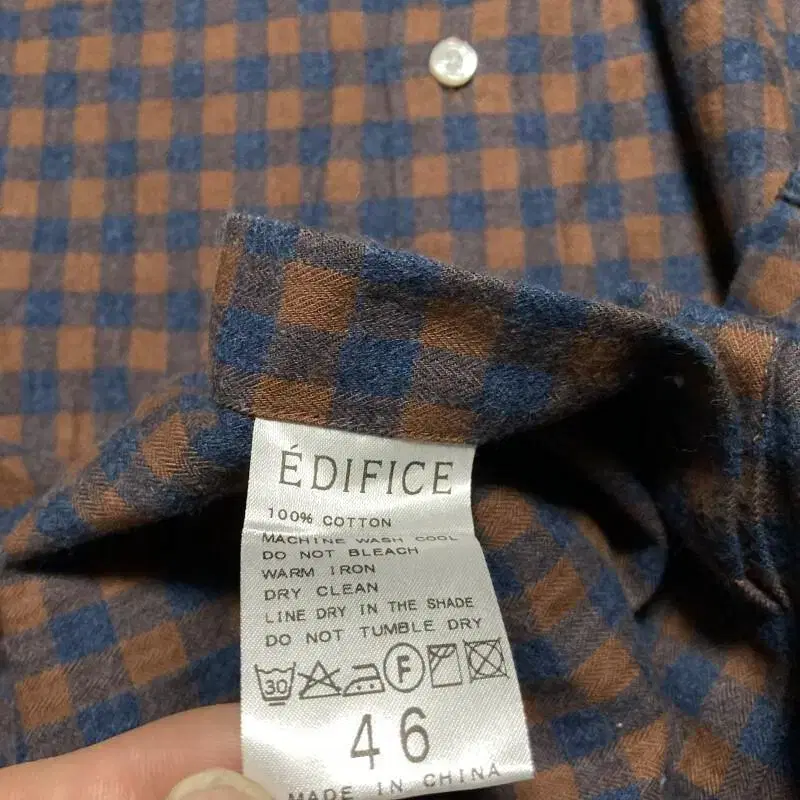 ÉDIFICE
100% COTTON
MACHINE WASH COOL
DO NOT BLEACH
WARM IRON
DRY CLEAN
LINE DRY IN THE SHADE
DO NOT TUMBLE DRY
30 F
46
MADE IN CHINA